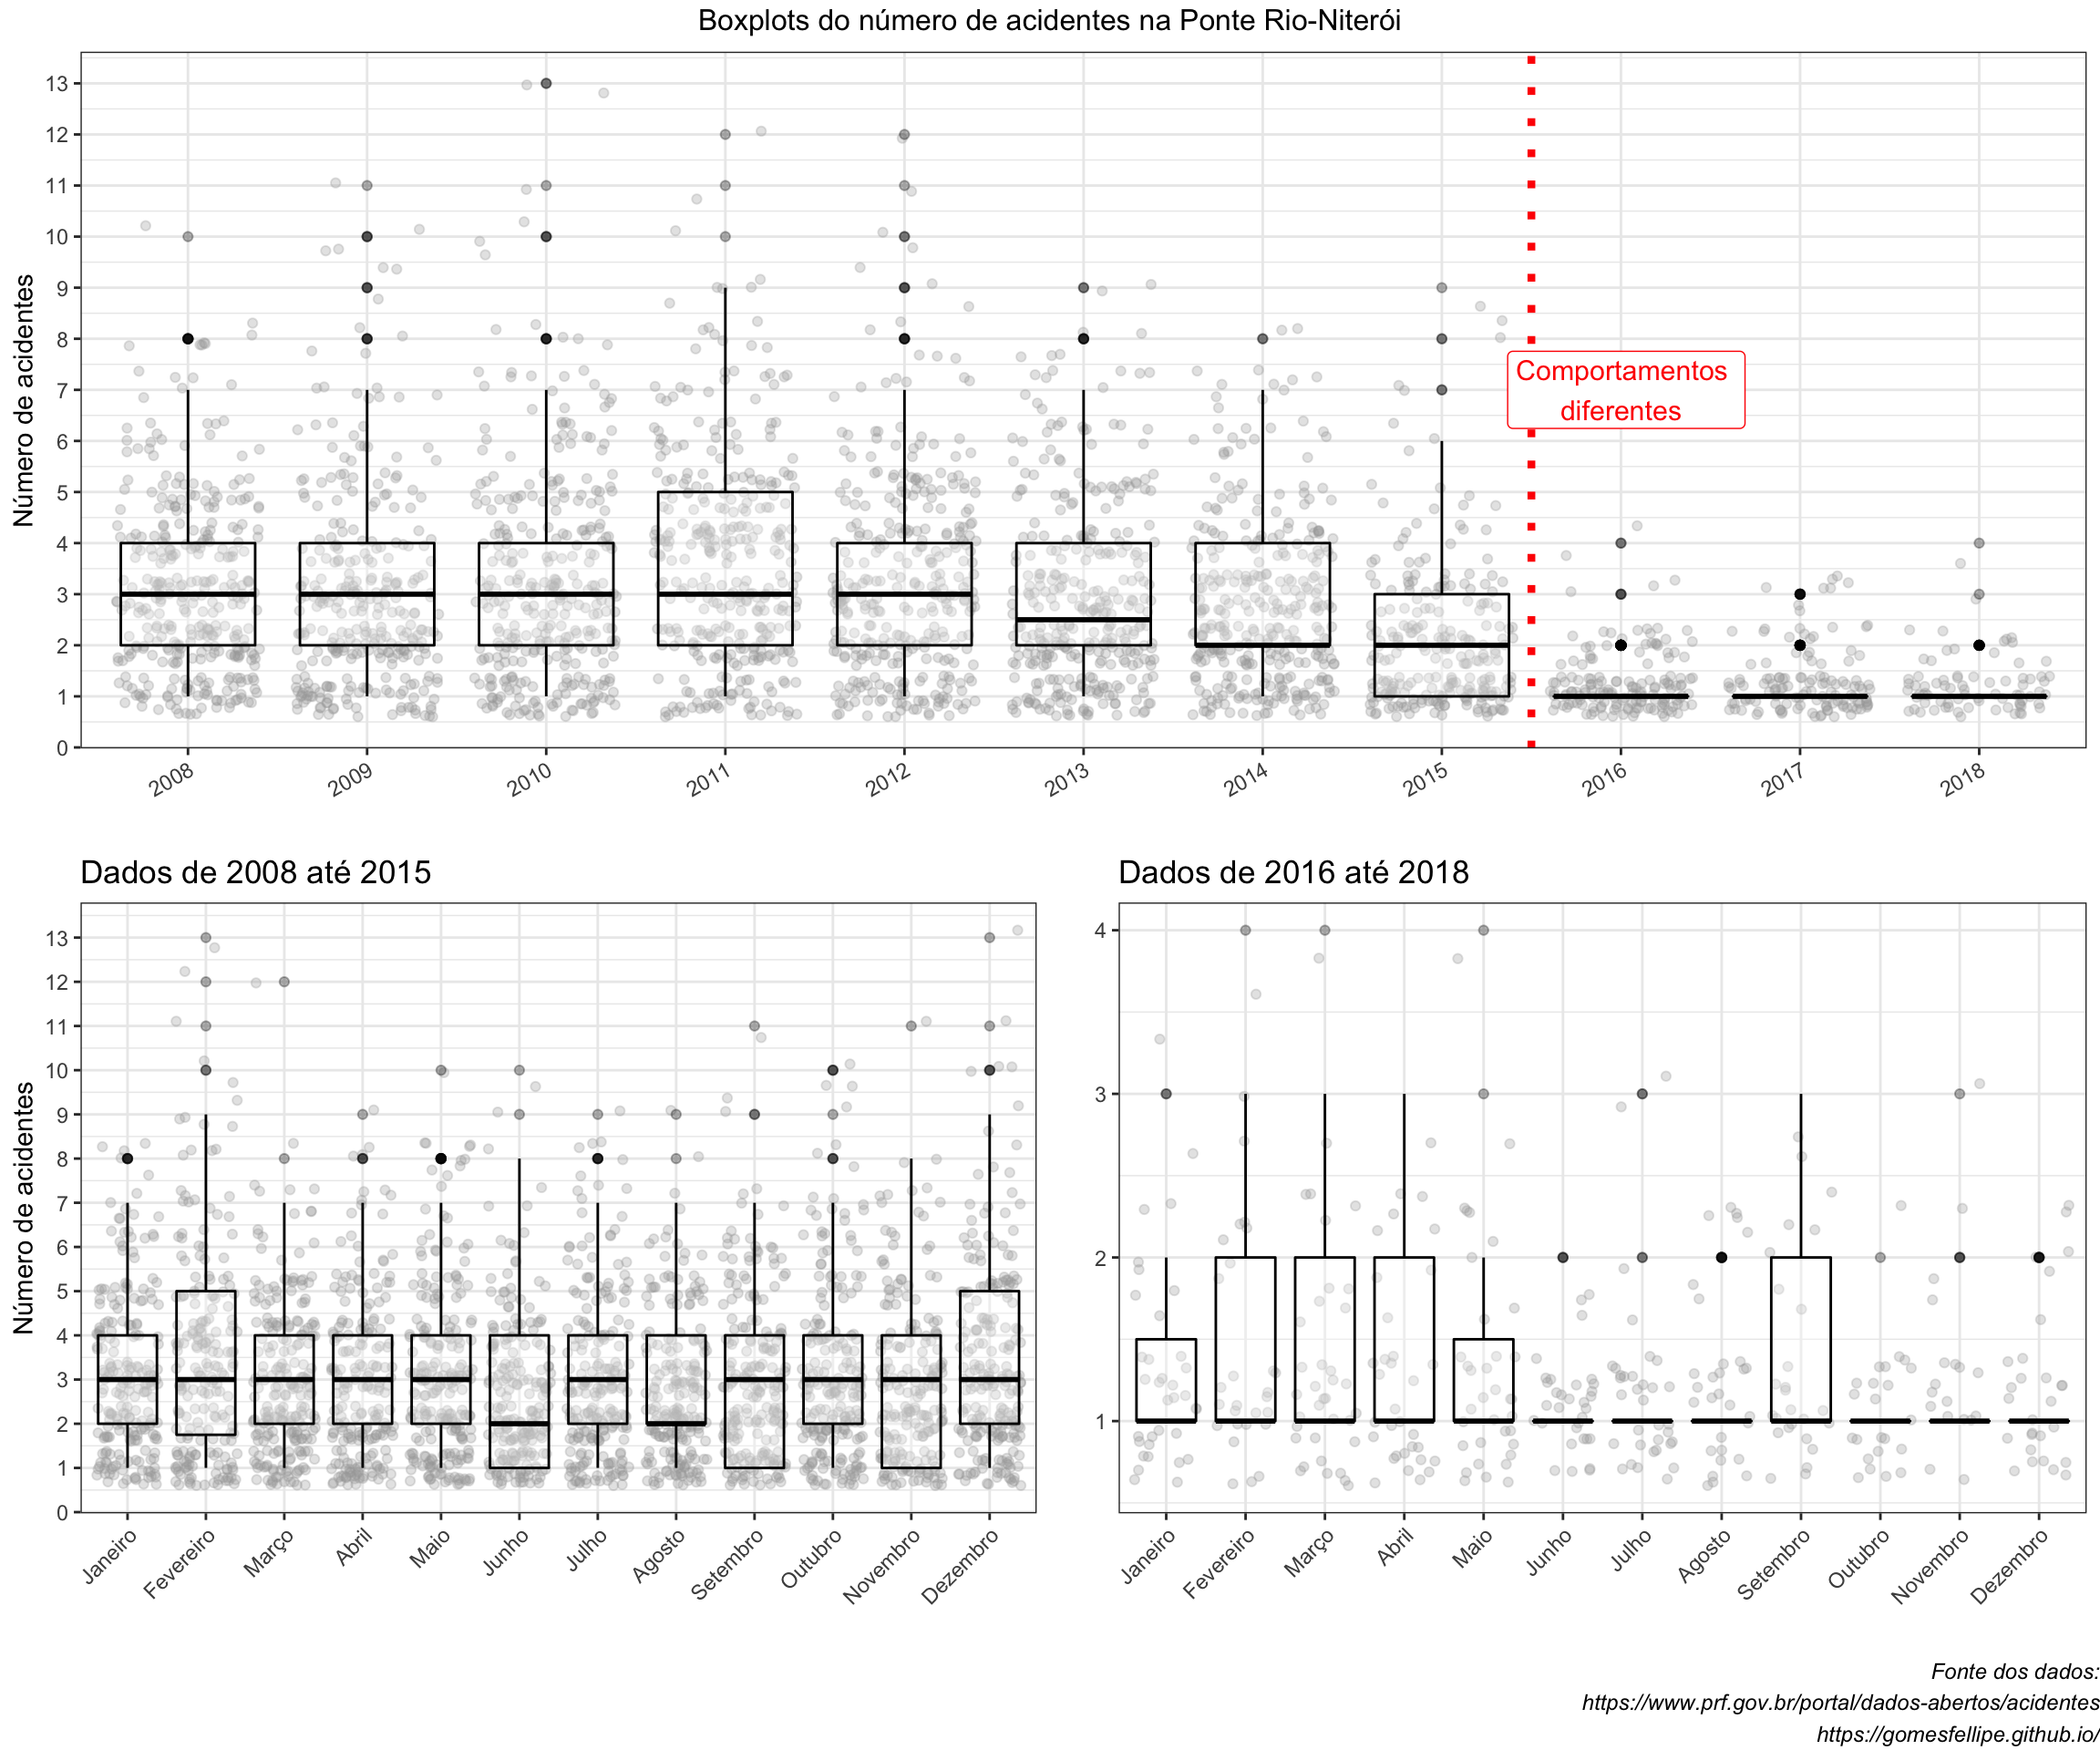 Boxplots do número de acidentes na Ponte Rio-Niterói
Número de acidentes
13
12
11
10
9
8
7
6
5
4
3
2
1
0
Comportamentos
diferentes
2008 2009 2010 2011 2012 2013 2014 2015 2016 2017 2018
Dados de 2008 até 2015
Número de acidentes
13
12
11
10
9
8
7
6
5
4
3
2
1
0
Janeiro Fevereiro Março Abril Maio Junho Julho Agosto Setembro Outubro Novembro Dezembro
Dados de 2016 até 2018
4
3
2
1
Janeiro Fevereiro Março Abril Maio Junho Julho Agosto Setembro Outubro Novembro Dezembro
Fonte dos dados:
https://www.prf.gov.br/portal/dados-abertos/acidentes
https://gomesfellipe.github.io/